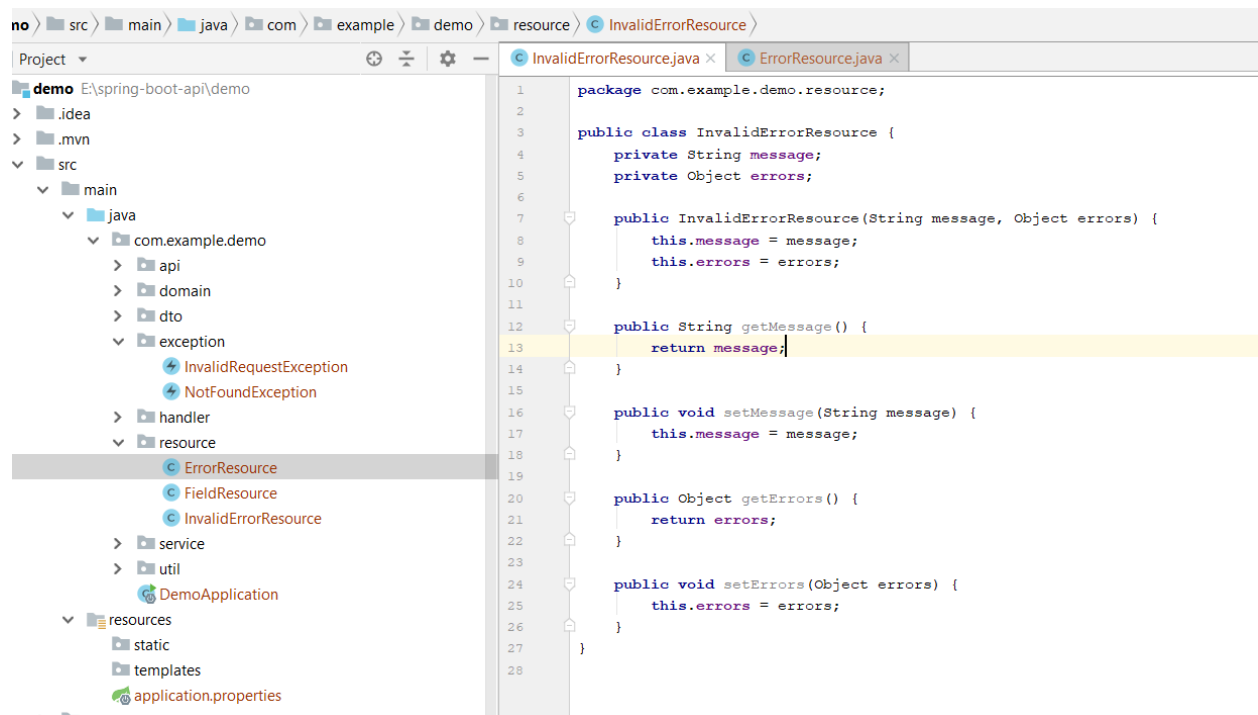 mo src main java com example demo resource InvalidErrorResource
Project
InvalidErrorResource.java ErrorResource.java
demo E:\spring-boot-api\demo
.idea
.mvn
src
main
java
com.example.demo
api
domain
dto
exception
InvalidRequestException
NotFoundException
handler
resource
ErrorResource
FieldResource
InvalidErrorResource
service
util
DemoApplication
resources
static
templates
application.properties
1 package com.example.demo.resource;
2
3 public class InvalidErrorResource {
4 private String message;
5 private Object errors;
6
7 public InvalidErrorResource(String message, Object errors) {
8 this.message = message;
9 this.errors = errors;
10 }
11
12 public String getMessage() {
13 return message;
14 }
15
16 public void setMessage(String message) {
17 this.message = message;
18 }
19
20 public Object getErrors() {
21 return errors;
22 }
23
24 public void setErrors(Object errors) {
25 this.errors = errors;
26 }
27 }
28